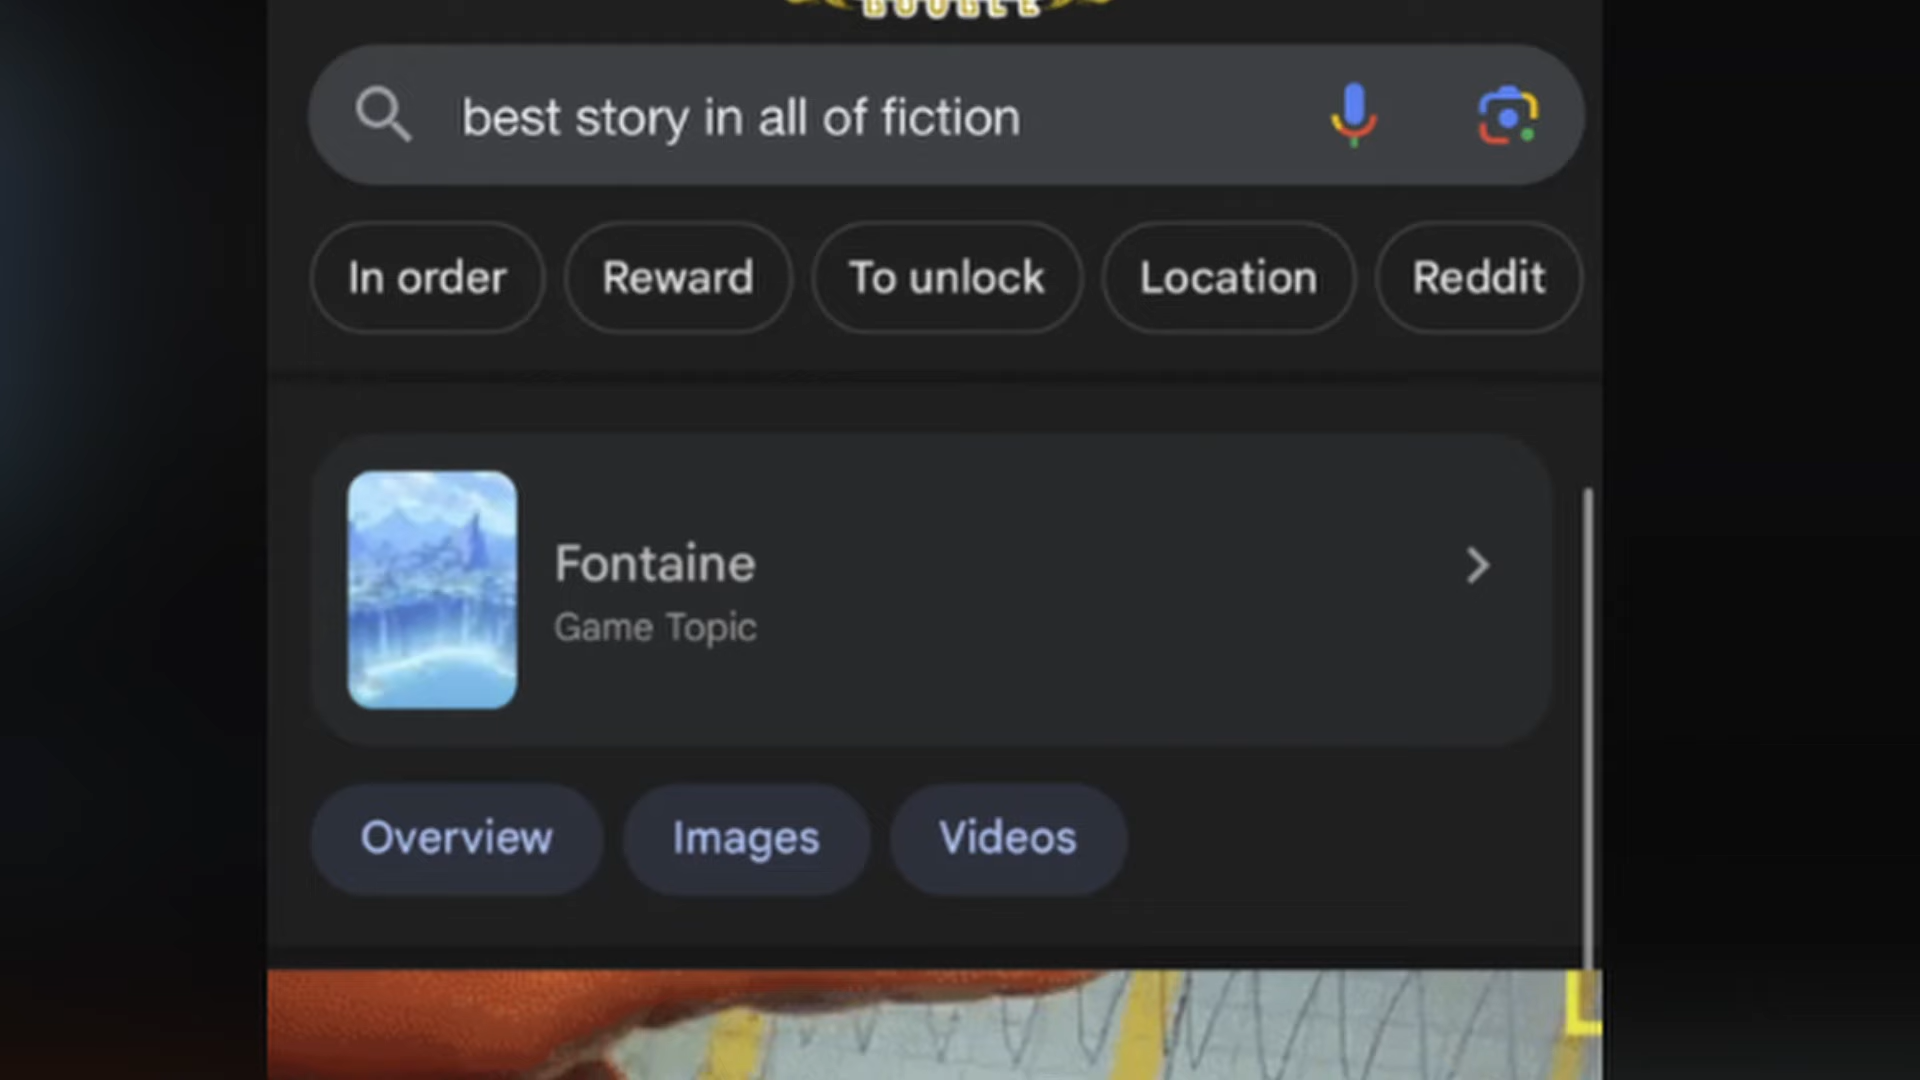 GOOGLE
best story in all of fiction
In order
Reward
To unlock
Location
Reddit
Fontaine
Game Topic
Overview
Images
Videos